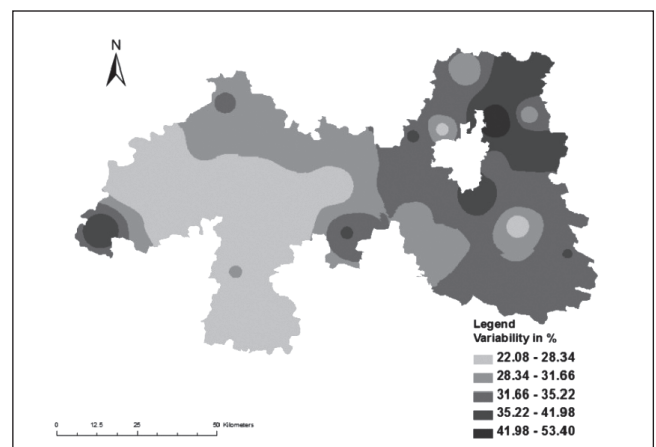 N
Legend
Variability in %
22.08 - 28.34
28.34 - 31.66
31.66 - 35.22
35.22 - 41.98
41.98 - 53.40
0 12.5 25 50 Kilometers